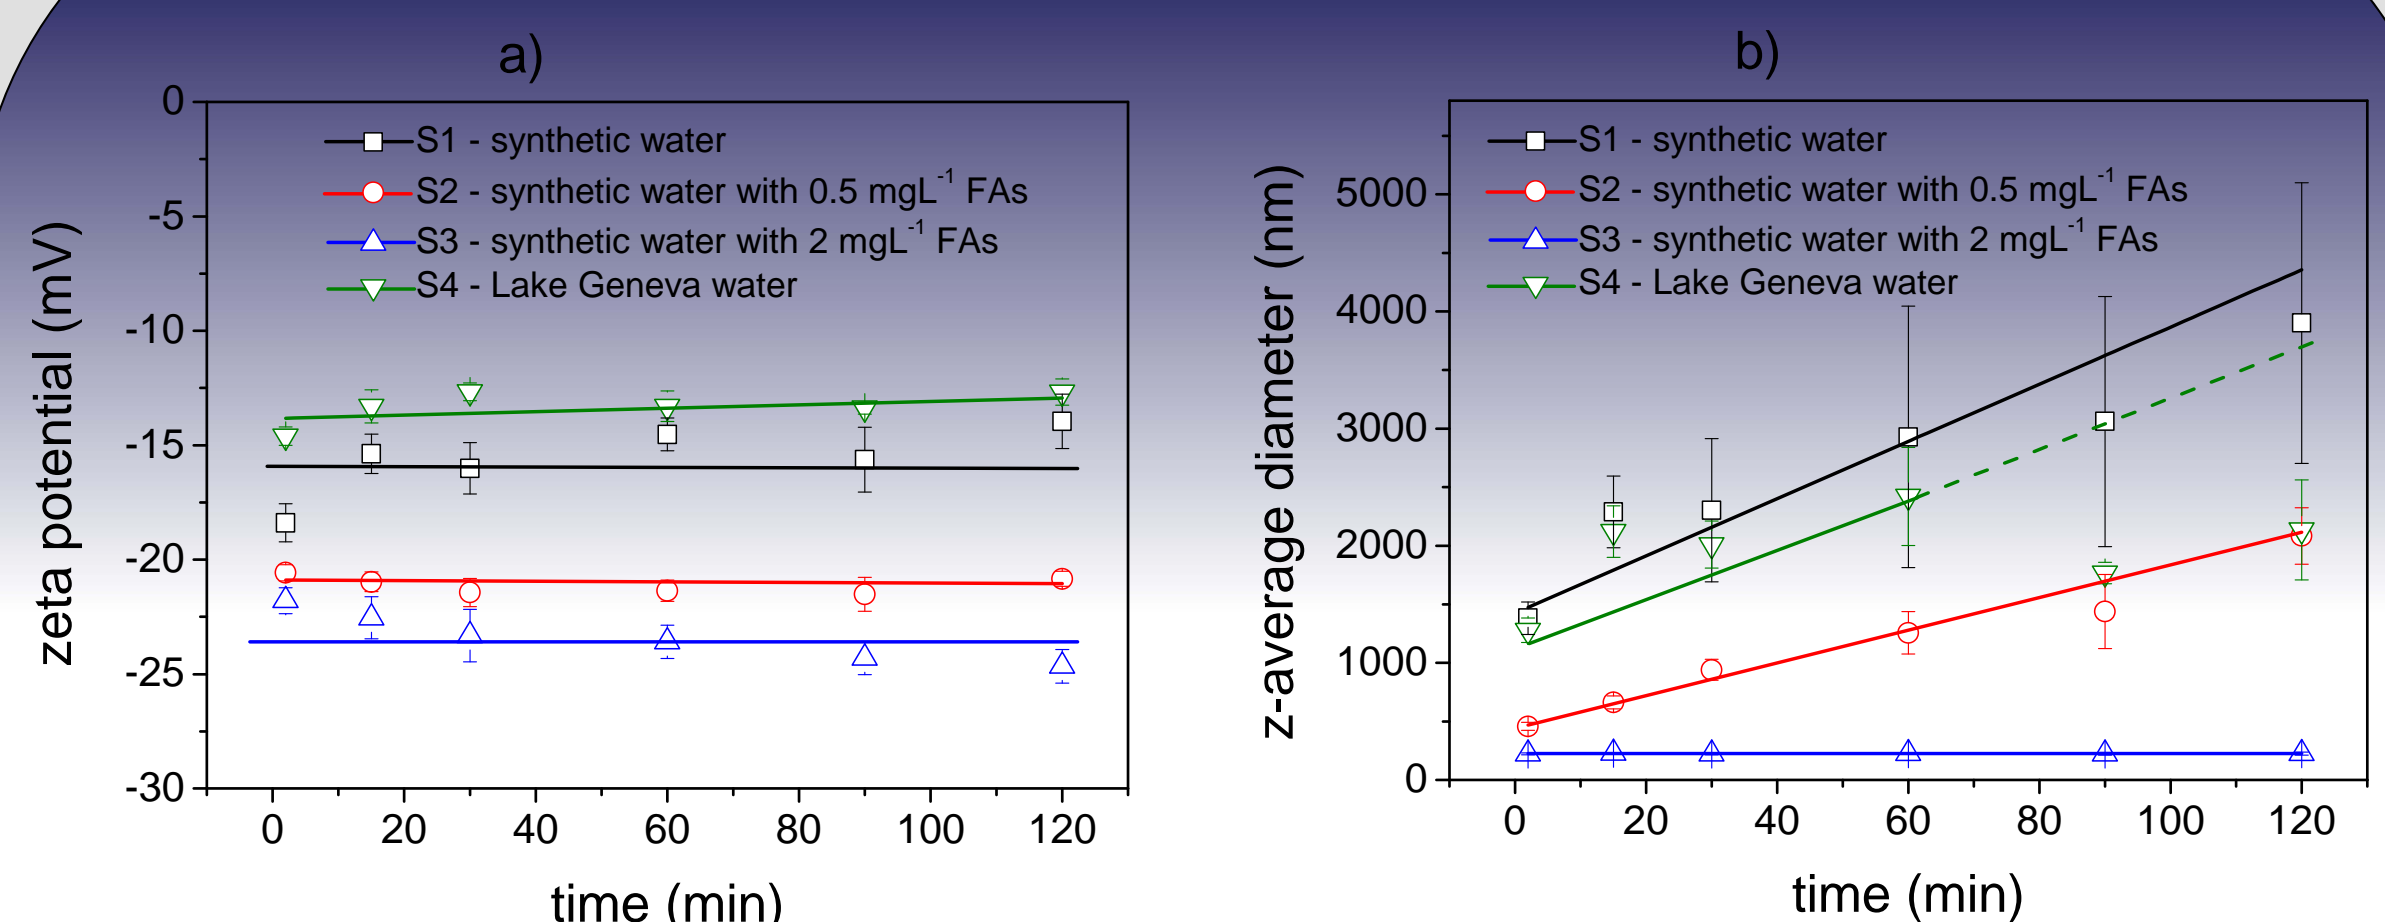 a)
zeta potential (mV)
0
-5
-10
-15
-20
-25
-30
S1 - synthetic water
S2 - synthetic water with 0.5 mgL⁻¹ FAs
S3 - synthetic water with 2 mgL⁻¹ FAs
S4 - Lake Geneva water
0 20 40 60 80 100 120
time (min)
b)
z-average diameter (nm)
5000
4000
3000
2000
1000
0
S1 - synthetic water
S2 - synthetic water with 0.5 mgL⁻¹ FAs
S3 - synthetic water with 2 mgL⁻¹ FAs
S4 - Lake Geneva water
0 20 40 60 80 100 120
time (min)